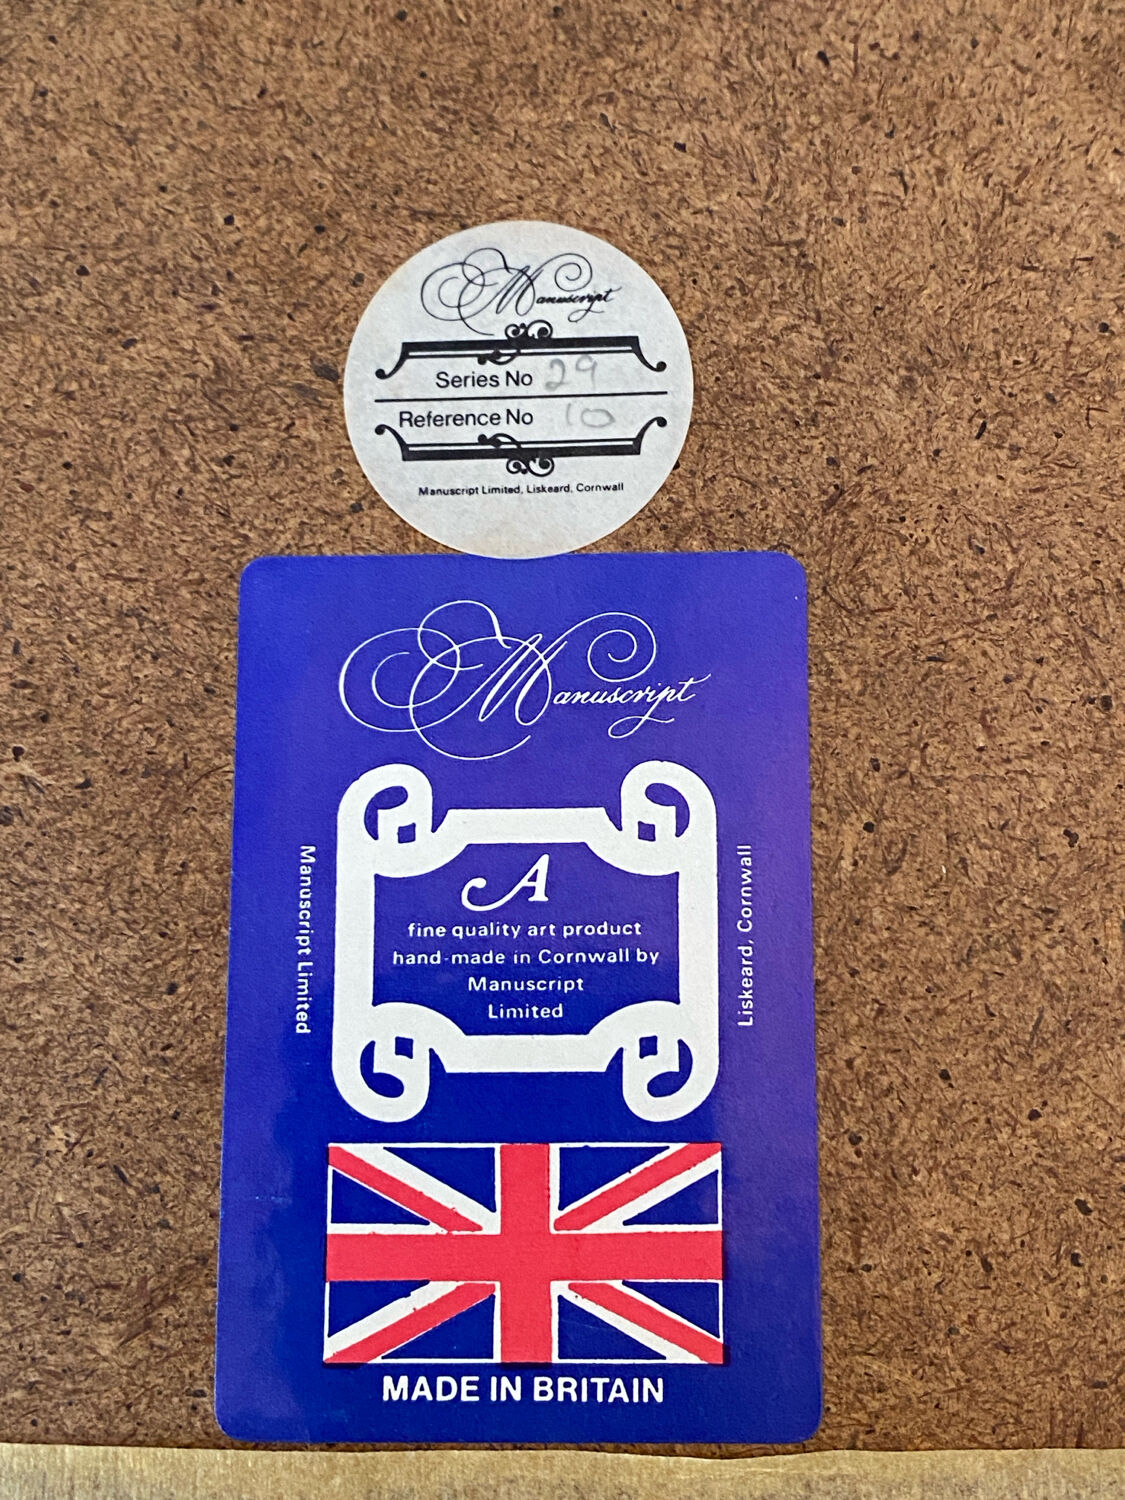 Manuscript
Series No 29
Reference No 10
Manuscript Limited, Liskeard, Cornwall
Manuscript
A
fine quality art product
hand-made in Cornwall by
Manuscript
Limited
Manuscript Limited
Liskeard, Cornwall
MADE IN BRITAIN